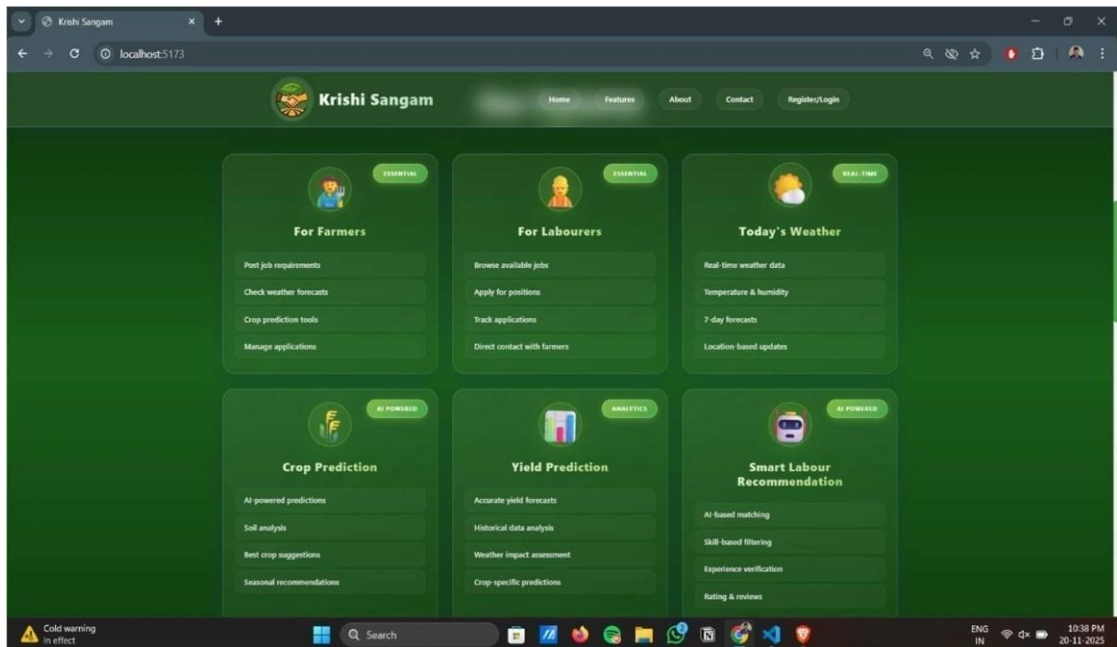 Krishi Sangam
localhost:5173
Krishi Sangam
Home
Features
About
Contact
Register/Login
ESSENTIAL
For Farmers
Post job requirements
Check weather forecasts
Crop prediction tools
Manage applications
ESSENTIAL
For Labourers
Browse available jobs
Apply for positions
Track applications
Direct contact with farmers
REAL-TIME
Today's Weather
Real-time weather data
Temperature & humidity
7-day forecasts
Location-based updates
AI POWERED
Crop Prediction
AI-powered predictions
Soil analysis
Best crop suggestions
Seasonal recommendations
ANALYTICS
Yield Prediction
Accurate yield forecasts
Historical data analysis
Weather impact assessment
Crop-specific predictions
AI POWERED
Smart Labour
Recommendation
AI-based matching
Skill-based filtering
Experience verification
Rating & reviews
Cold warning
In effect
Search
2
ENG
IN
10:38 PM
20-11-2025